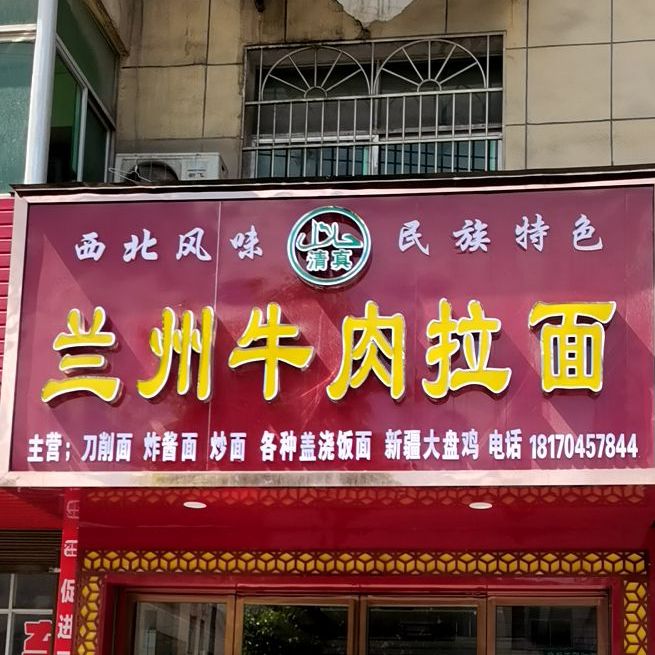 西北风味 清真 民族特色
兰州牛肉拉面
主营：刀削面 炸酱面 炒面 各种盖浇饭面 新疆大盘鸡 电话 18170457844
促进